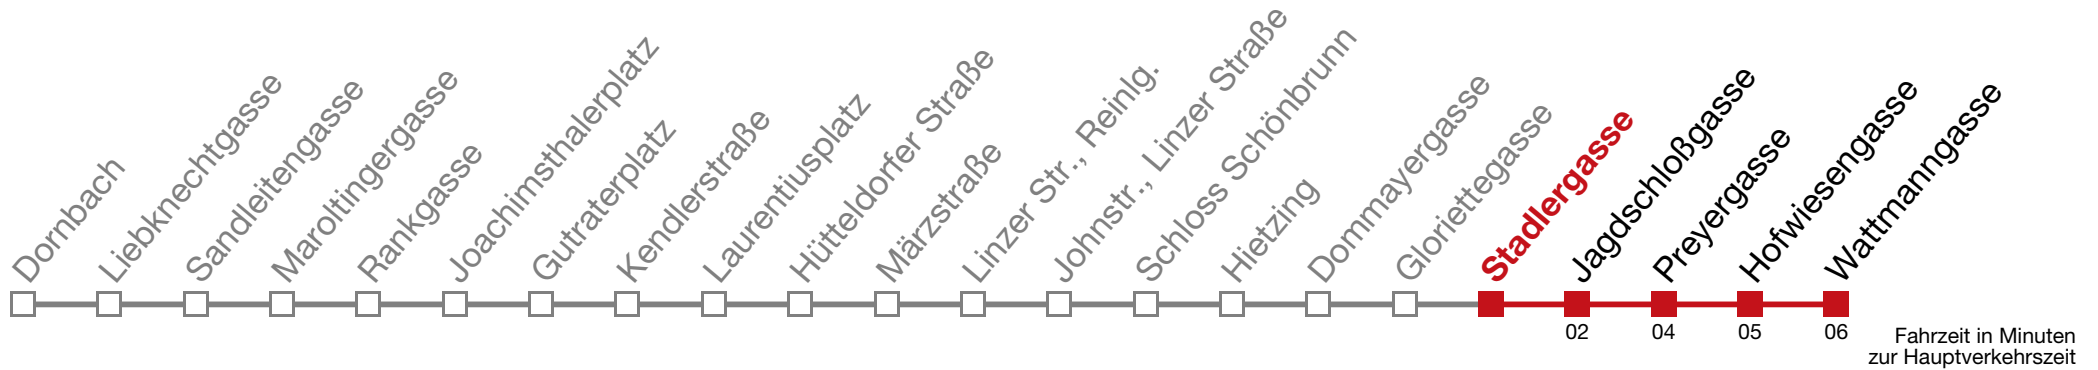 Dornbach
Liebknechtgasse
Sandleitengasse
Maroltingergasse
Rankgasse
Joachimsthalerplatz
Gutraterplatz
Kendlerstraße
Laurentiusplatz
Hütteldorfer Straße
Märzstraße
Linzer Str., Reinlg.
Johnstr., Linzer Straße
Schloss Schönbrunn
Hietzing
Dommayergasse
Gloriettegasse
Stadlergasse
Jagdschloßgasse
Preyergasse
Hofwiesengasse
Wattmanngasse
02 04 05 06
Fahrzeit in Minuten
zur Hauptverkehrszeit